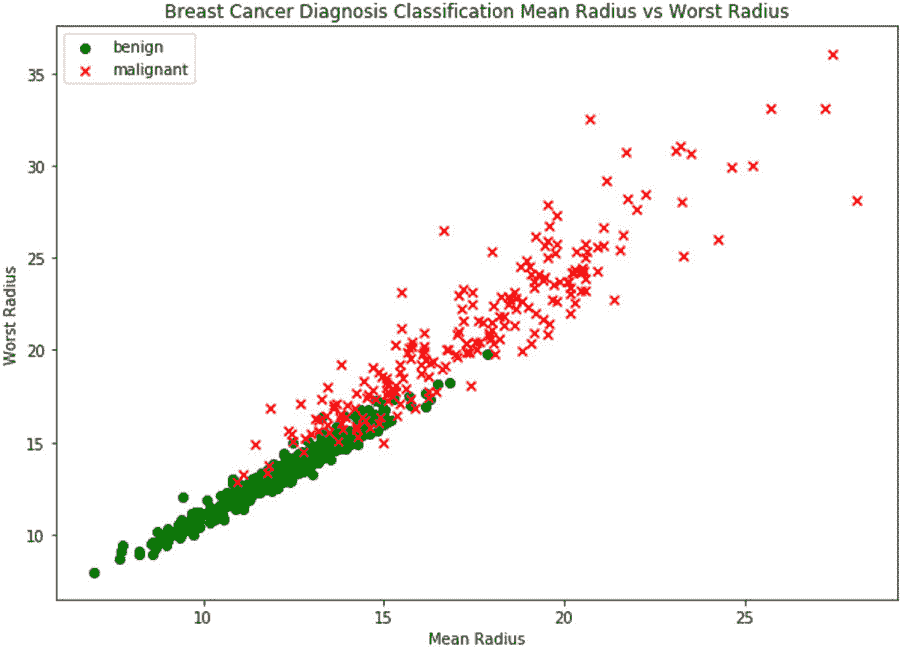 Breast Cancer Diagnosis Classification Mean Radius vs Worst Radius
benign
malignant
35
30
25
20
15
10
Worst Radius
10
15
20
25
Mean Radius